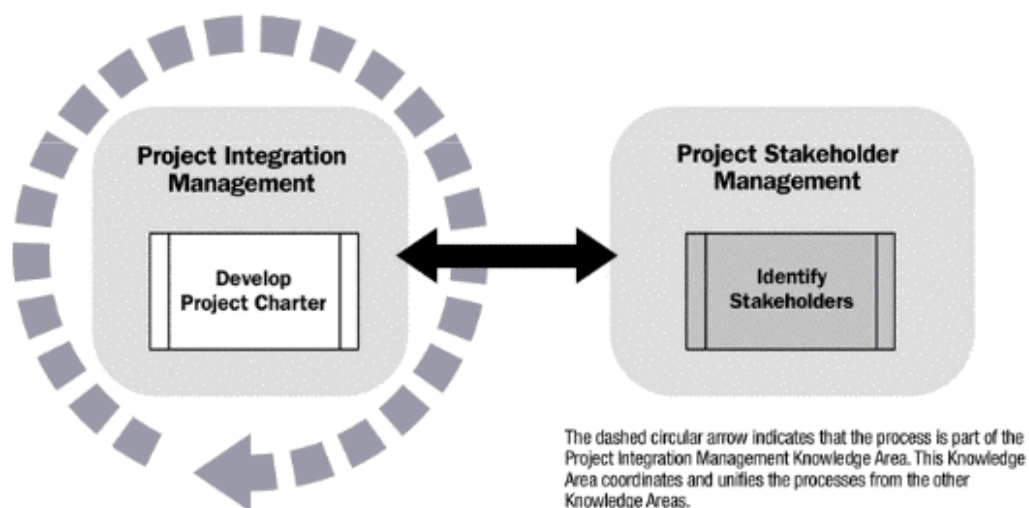 Project Integration
Management
Develop
Project Charter
Project Stakeholder
Management
Identify
Stakeholders
The dashed circular arrow indicates that the process is part of the
Project Integration Management Knowledge Area. This Knowledge
Area coordinates and unifies the processes from the other
Knowledge Areas.